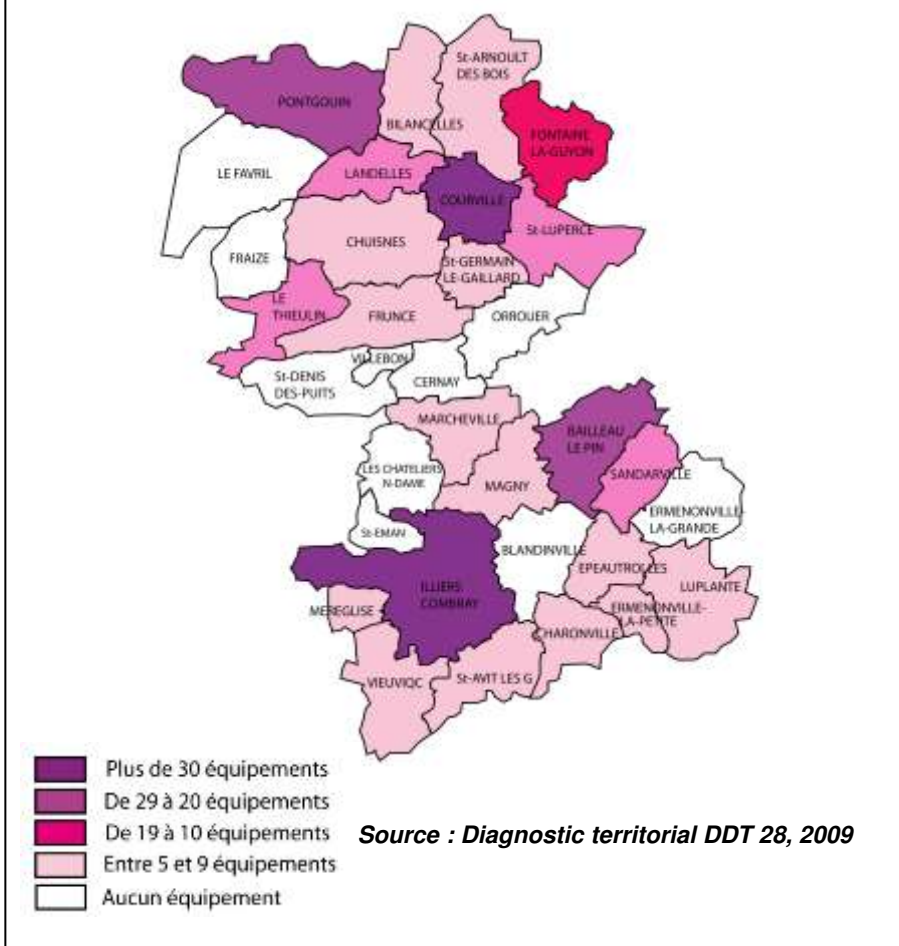 St-ARNOULT
DES BOIS
PONTGOUIN
BILANCELLES
FONTAINE
LA-GUYON
LE FAVRIL
LANDELLES
COURVILLE
St-LUPERCE
CHUISNES
FRAIZE
St-GERMAIN
LE-GAILLARD
LE
THIEULIN
FRUNCE
ORROUER
VILLEBON
St-DENIS
DES-PUITS
CERNAY
MARCHEVILLE
BAILLEAU
LE-PIN
LES CHATELIERS
N-DAME
SANDARVILLE
MAGNY
ERMENONVILLE-
LA-GRANDE
St-EMAN
BLANDINVILLE
EPEAUTROLLES
LUPLANTE
ILLIERS
COMBRAY
MEREGLISE
ERMENONVILLE-
LA-PETITE
CHARONVILLE
VIEUVIQC
St-AVIT LES G
Plus de 30 équipements
De 29 à 20 équipements
De 19 à 10 équipements
Source : Diagnostic territorial DDT 28, 2009
Entre 5 et 9 équipements
Aucun équipement